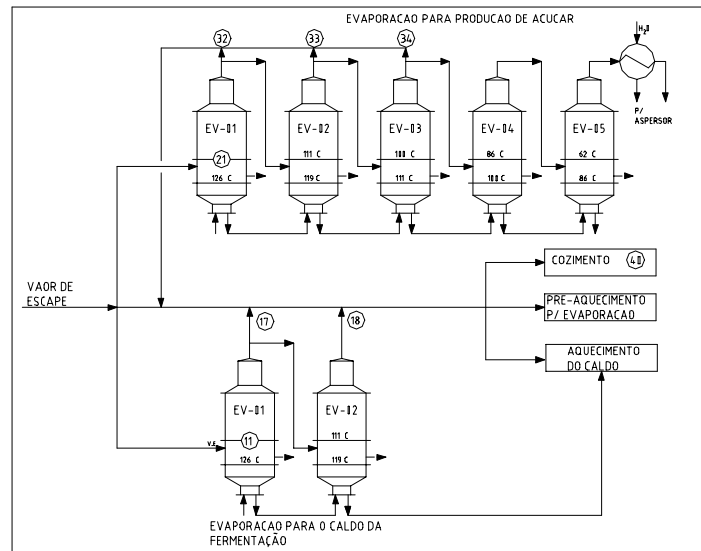 EVAPORACAO PARA PRODUCAO DE ACUCAR
32
33
34
H2O
P/
ASPERSOR
EV-01
EV-02
EV-03
EV-04
EV-05
21
126 C
111 C
119 C
100 C
111 C
86 C
100 C
62 C
86 C
VAOR DE
ESCAPE
COZIMENTO 40
PRE-AQUECIMENTO
P/ EVAPORACAO
AQUECIMENTO
DO CALDO
17
18
EV-01
EV-02
V.E.
11
126 C
111 C
119 C
EVAPORACAO PARA O CALDO DA
FERMENTAÇÃO